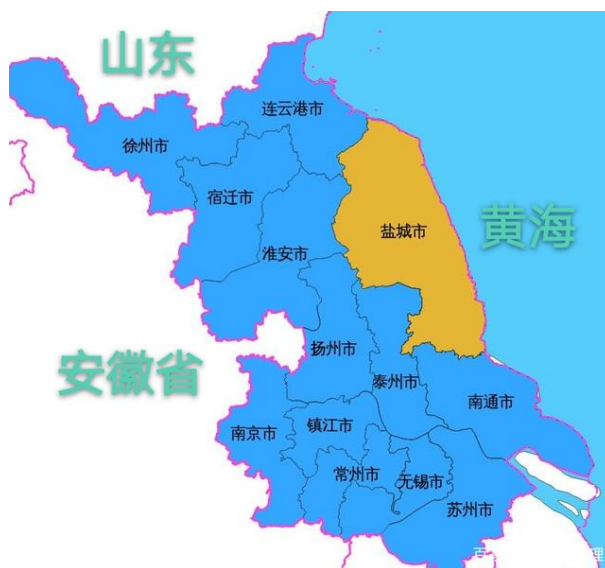 山东
连云港市
徐州市
宿迁市
盐城市
黄海
淮安市
扬州市
安徽省
泰州市
南通市
镇江市
南京市
常州市
无锡市
苏州市